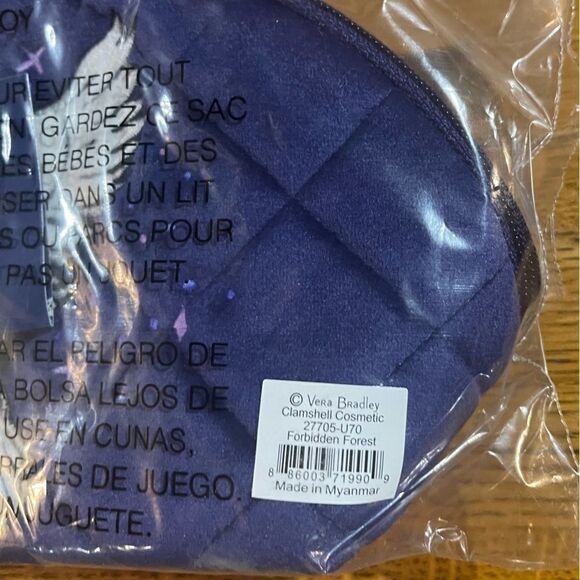 OY
UR EVITER TOUT
GARDEZ CE SAC
ES BÉBÉS ET DES
SER DANS UN LIT
S OU PARCS POUR
PAS UN JOUET.
AR EL PELIGRO DE
A BOLSA LEJOS DE
USE EN CUNAS,
RRALES DE JUEGO.
JUGUETE.
© VERA BRADLEY
Clamshell Cosmetic
27705-U70
Forbidden Forest
8 86003 71990 9
Made in Myanmar